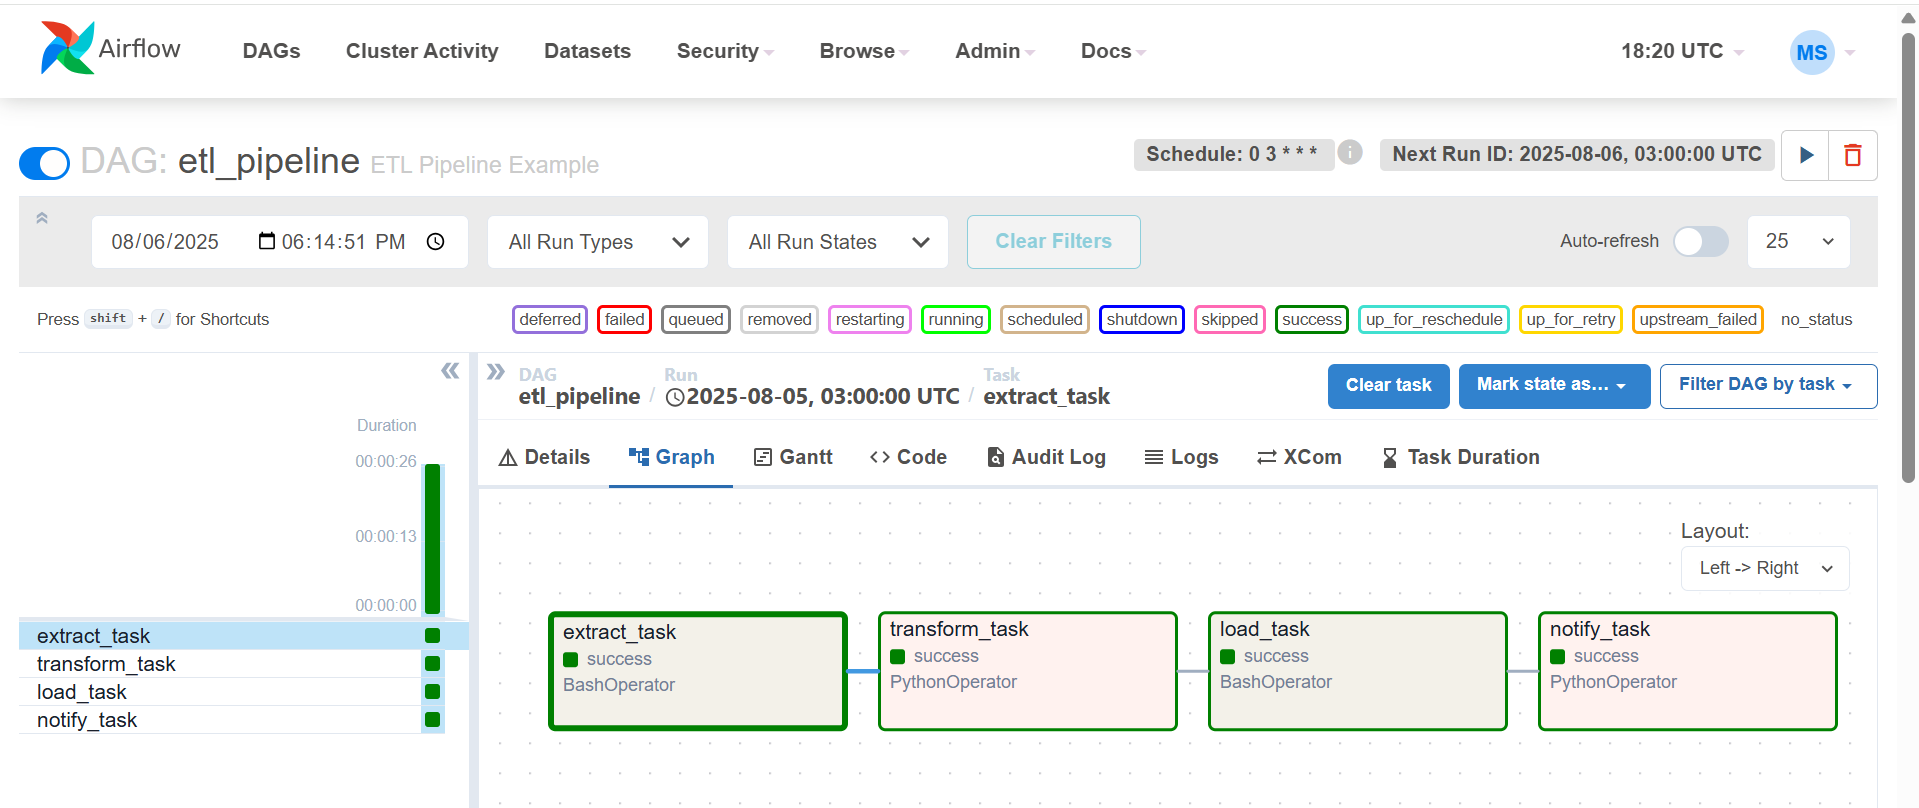 Airflow DAGs Cluster Activity Datasets Security Browse Admin Docs 18:20 UTC MS
DAG: etl_pipeline ETL Pipeline Example Schedule: 0 3 * * * i Next Run ID: 2025-08-06, 03:00:00 UTC
08/06/2025 06:14:51 PM All Run Types All Run States Clear Filters Auto-refresh 25
Press shift + / for Shortcuts deferred failed queued removed restarting running scheduled shutdown skipped success up_for_reschedule up_for_retry upstream_failed no_status
DAG Run Task
etl_pipeline / 2025-08-05, 03:00:00 UTC / extract_task Clear task Mark state as... Filter DAG by task
Details Graph Gantt Code Audit Log Logs XCom Task Duration
Duration
00:00:26
00:00:13
00:00:00
extract_task
transform_task
load_task
notify_task
Layout:
Left -> Right
extract_task
success
BashOperator
transform_task
success
PythonOperator
load_task
success
BashOperator
notify_task
success
PythonOperator